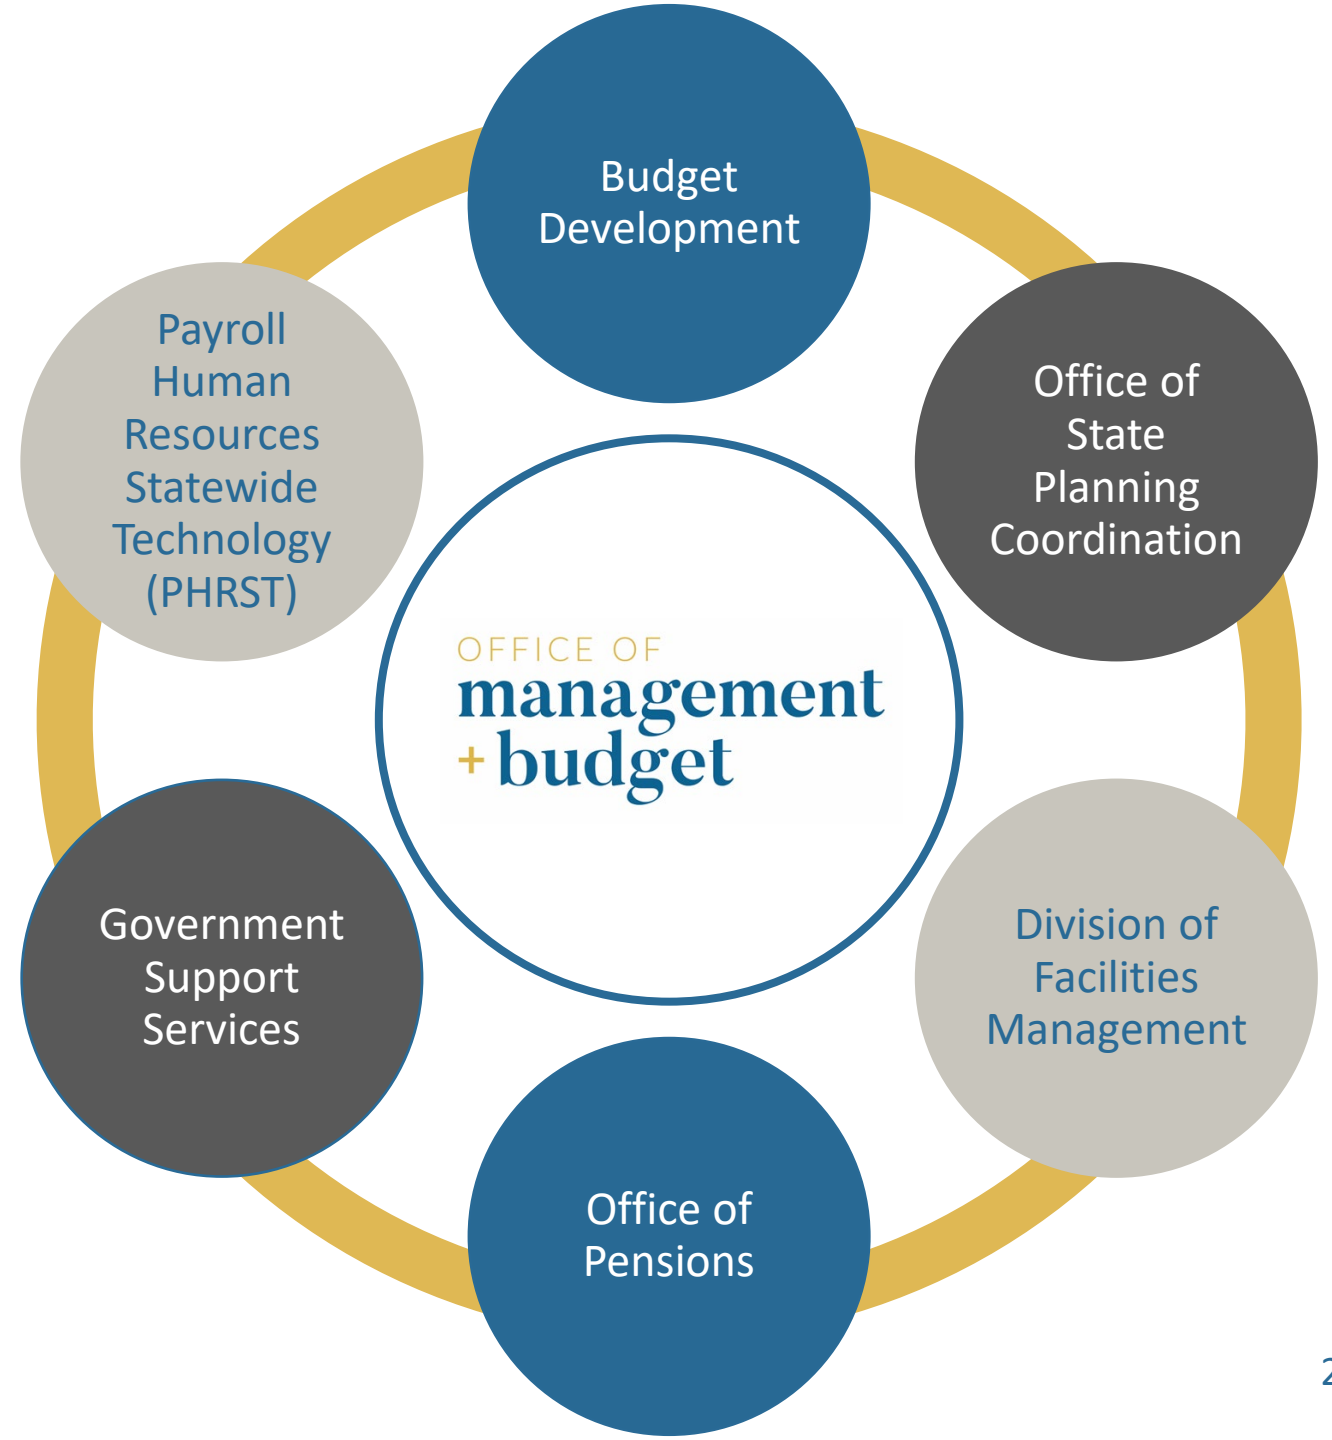 Budget
Development
Office of
State
Planning
Coordination
Division of
Facilities
Management
Office of
Pensions
Government
Support
Services
Payroll
Human
Resources
Statewide
Technology
(PHRST)
OFFICE OF
management
+ budget
2